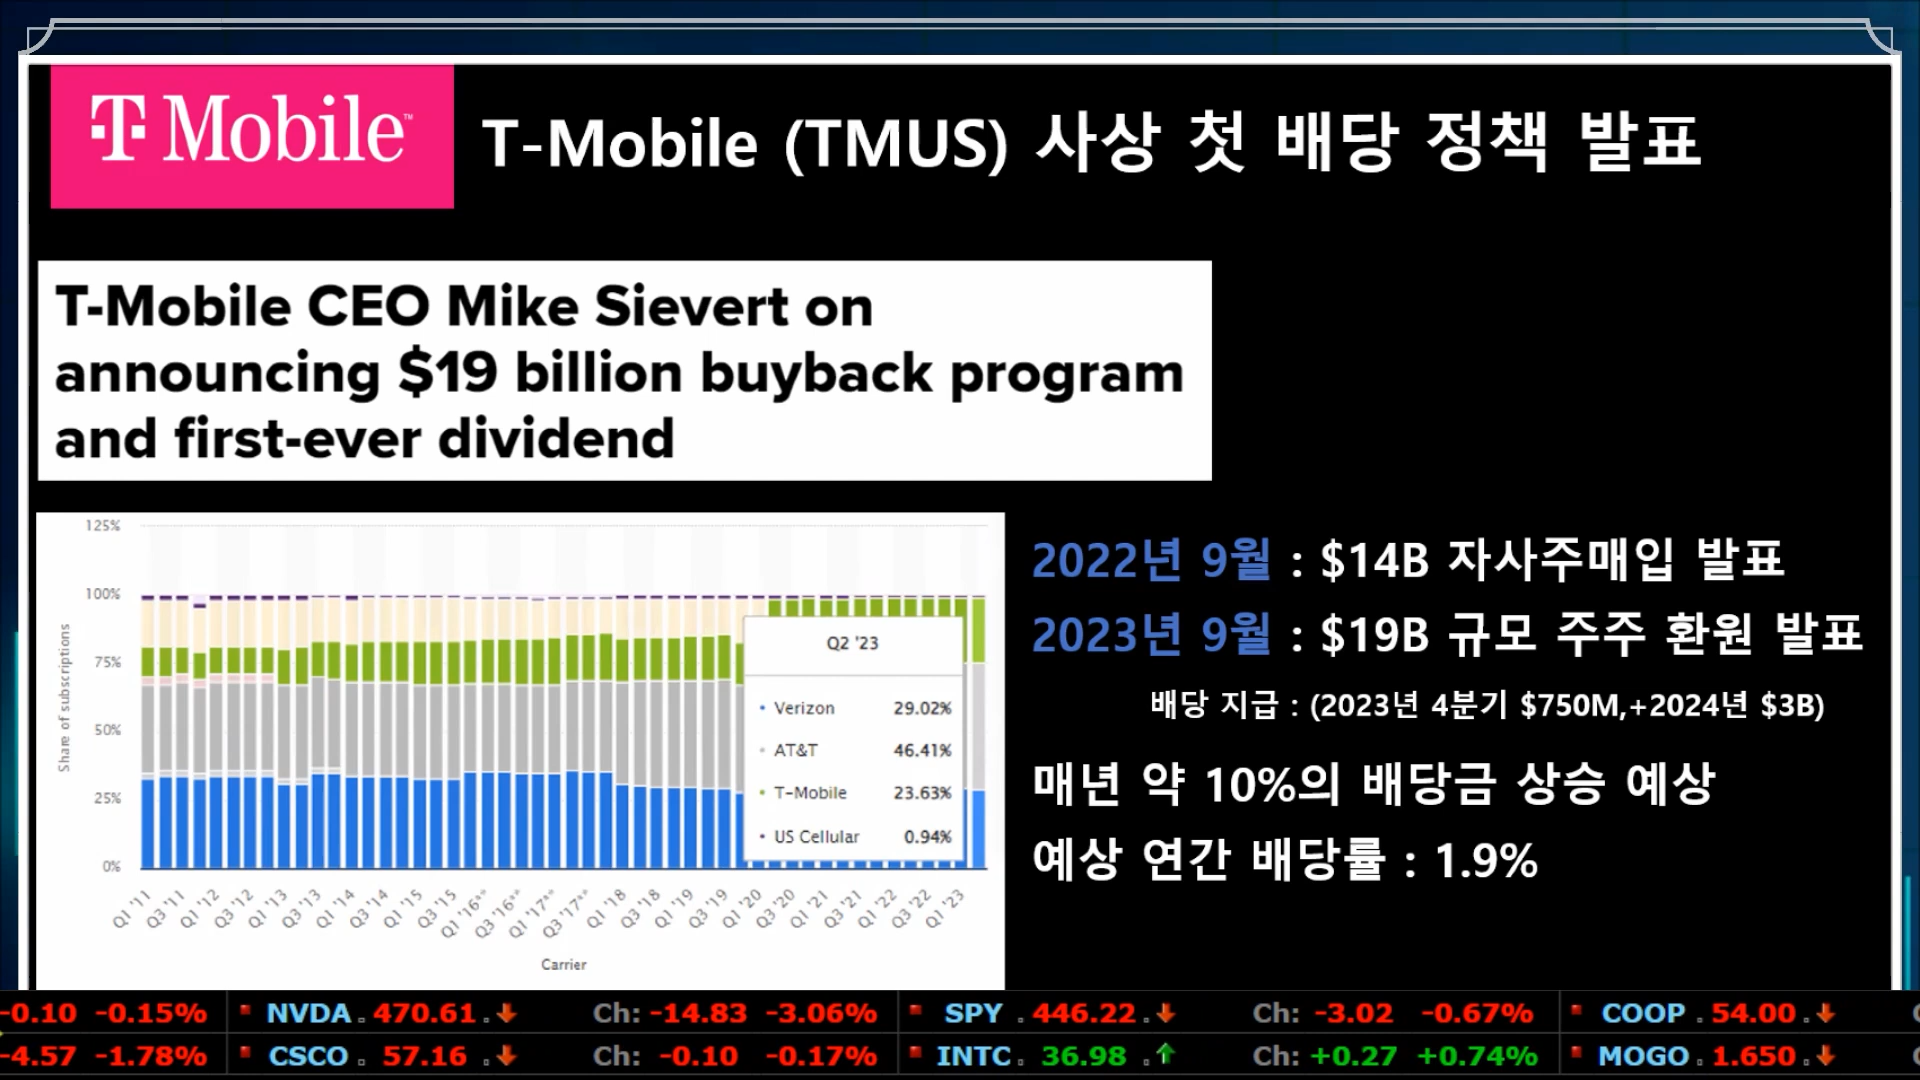 T Mobile™
T-Mobile (TMUS) 사상 첫 배당 정책 발표
T-Mobile CEO Mike Sievert on
announcing $19 billion buyback program
and first-ever dividend
125%
100%
75%
50%
25%
0%
Share of subscriptions
Q2 '23
Verizon 29.02%
AT&T 46.41%
T-Mobile 23.63%
US Cellular 0.94%
Q1 '11 Q3 '11 Q1 '12 Q3 '12 Q1 '13 Q3 '13 Q1 '14 Q3 '14 Q1 '15 Q3 '15 Q1 '16** Q3 '16** Q1 '17** Q3 '17** Q1 '18 Q3 '18 Q1 '19 Q3 '19 Q1 '20 Q3 '20 Q1 '21 Q3 '21 Q1 '22 Q3 '22 Q1 '23
Carrier
2022년 9월 : $14B 자사주매입 발표
2023년 9월 : $19B 규모 주주 환원 발표
배당 지급 : (2023년 4분기 $750M,+2024년 $3B)
매년 약 10%의 배당금 상승 예상
예상 연간 배당률 : 1.9%
-0.10 -0.15% NVDA 470.61 Ch: -14.83 -3.06% SPY 446.22 Ch: -3.02 -0.67% COOP 54.00
-4.57 -1.78% CSCO 57.16 Ch: -0.10 -0.17% INTC 36.98 Ch: +0.27 +0.74% MOGO 1.650